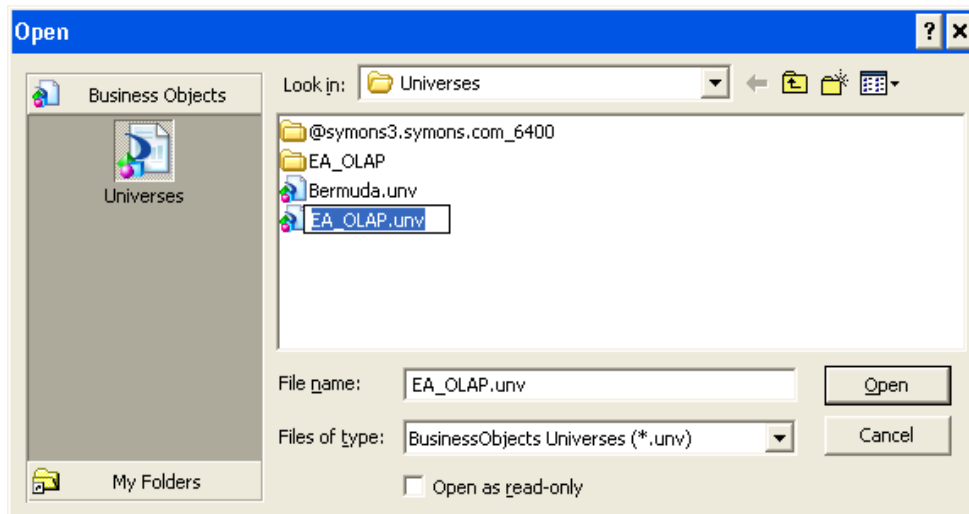 Open
Business Objects
Universes
My Folders
Look in: Universes
@symons3.symons.com_6400
EA_OLAP
Bermuda.unv
EA_OLAP.unv
File name: EA_OLAP.unv Open
Files of type: BusinessObjects Universes (*.unv) Cancel
Open as read-only